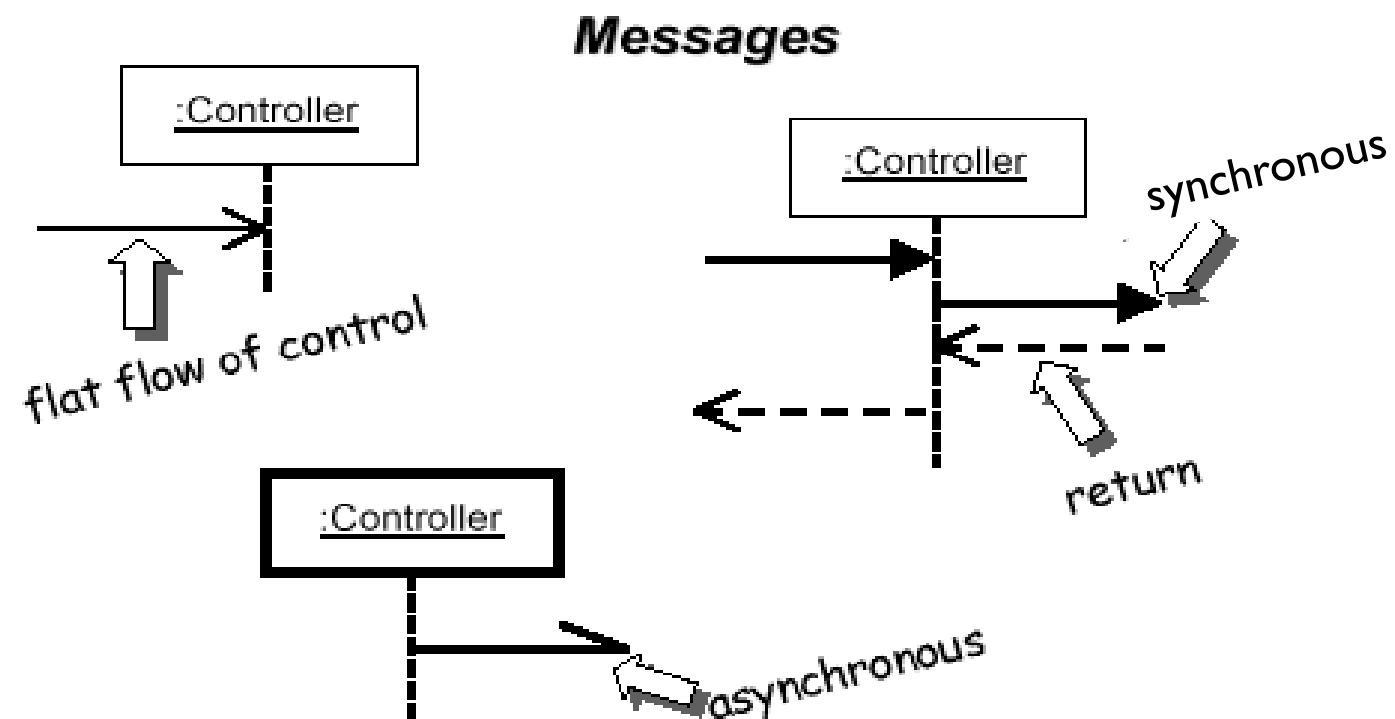 Messages
:Controller
:Controller
synchronous
flat flow of control
return
:Controller
asynchronous